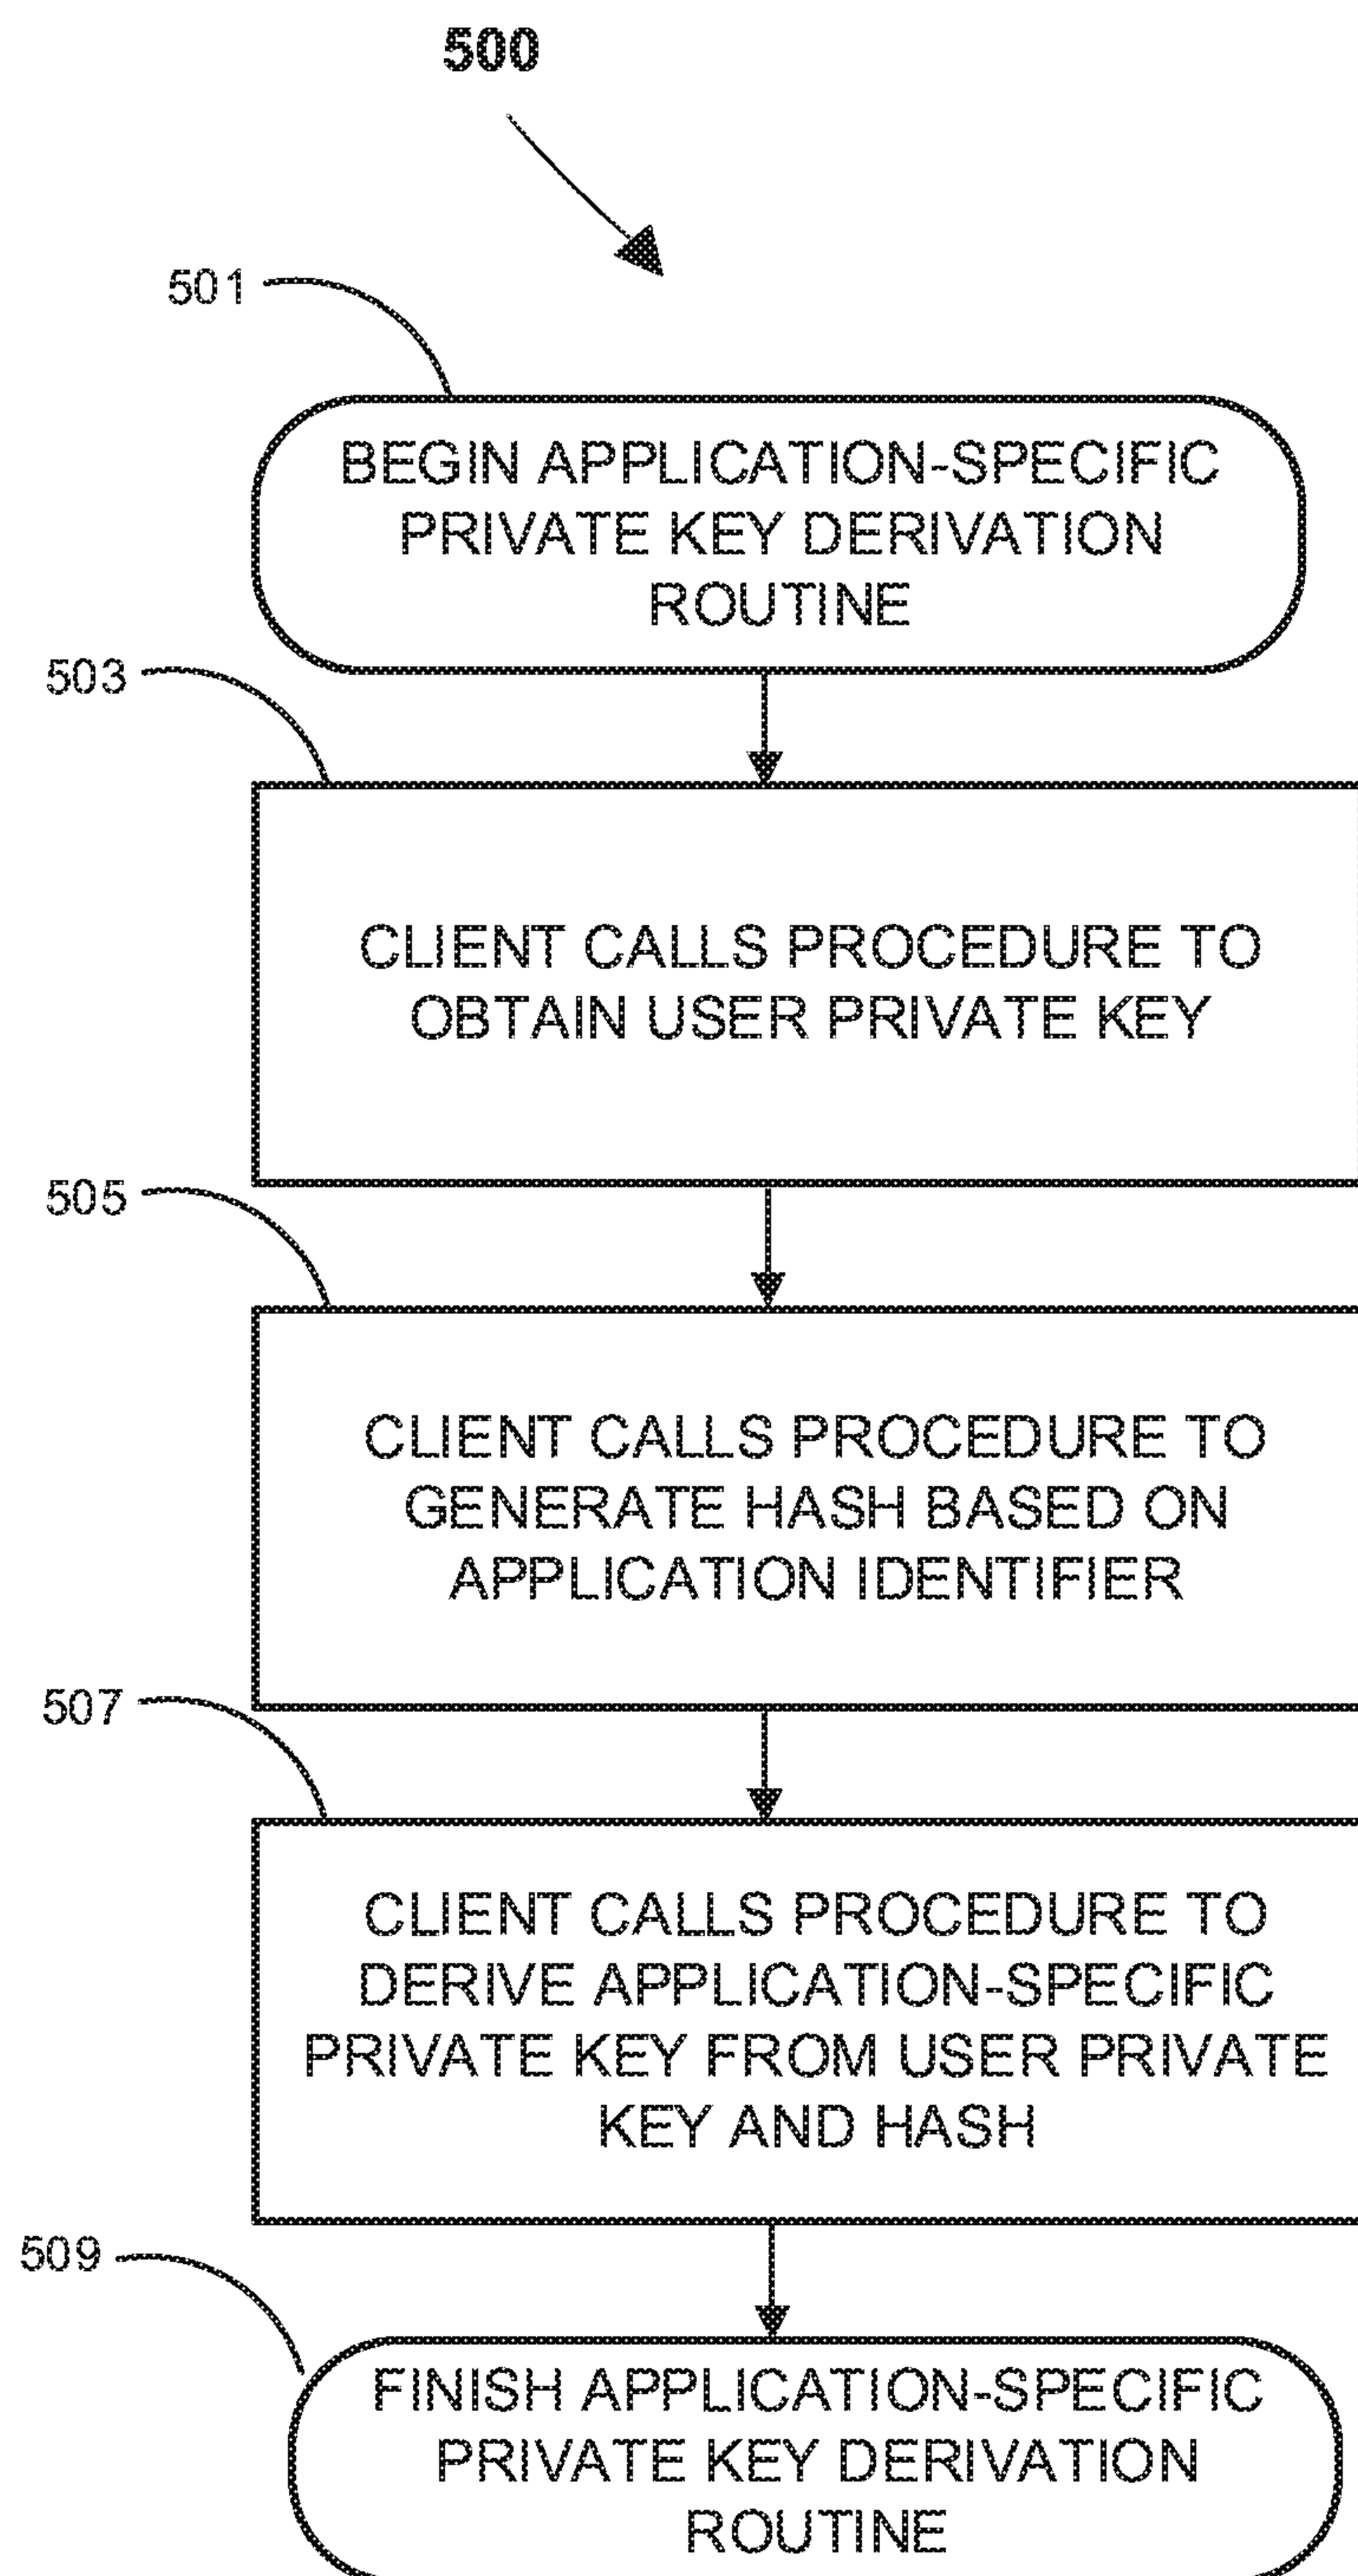 500
501
BEGIN APPLICATION-SPECIFIC
PRIVATE KEY DERIVATION
ROUTINE
503
CLIENT CALLS PROCEDURE TO
OBTAIN USER PRIVATE KEY
505
CLIENT CALLS PROCEDURE TO
GENERATE HASH BASED ON
APPLICATION IDENTIFIER
507
CLIENT CALLS PROCEDURE TO
DERIVE APPLICATION-SPECIFIC
PRIVATE KEY FROM USER PRIVATE
KEY AND HASH
509
FINISH APPLICATION-SPECIFIC
PRIVATE KEY DERIVATION
ROUTINE